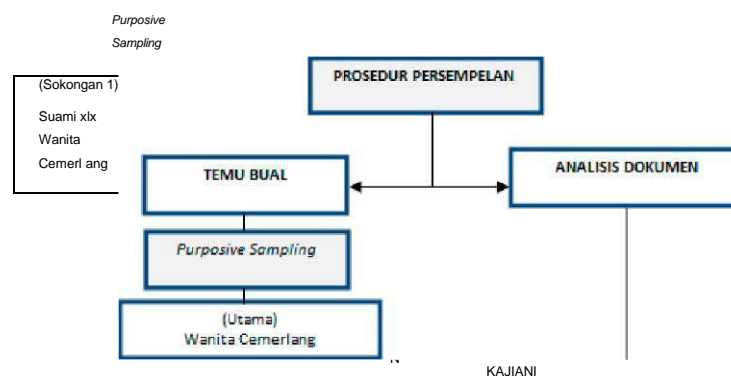 Purposive
Sampling
PROSEDUR PERSEMPELAN
(Sokongan 1)
Suami xlx
Wanita
Cemerl ang
TEMU BUAL
ANALISIS DOKUMEN
Purposive Sampling
(Utama)
Wanita Cemerlang
KAJIANI